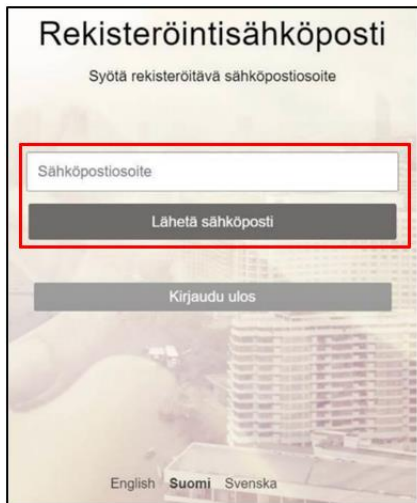 Rekisteröintisähköposti
Syötä rekisteröitävä sähköpostiosoite
Sähköpostiosoite
Lähetä sähköposti
Kirjaudu ulos
English Suomi Svenska